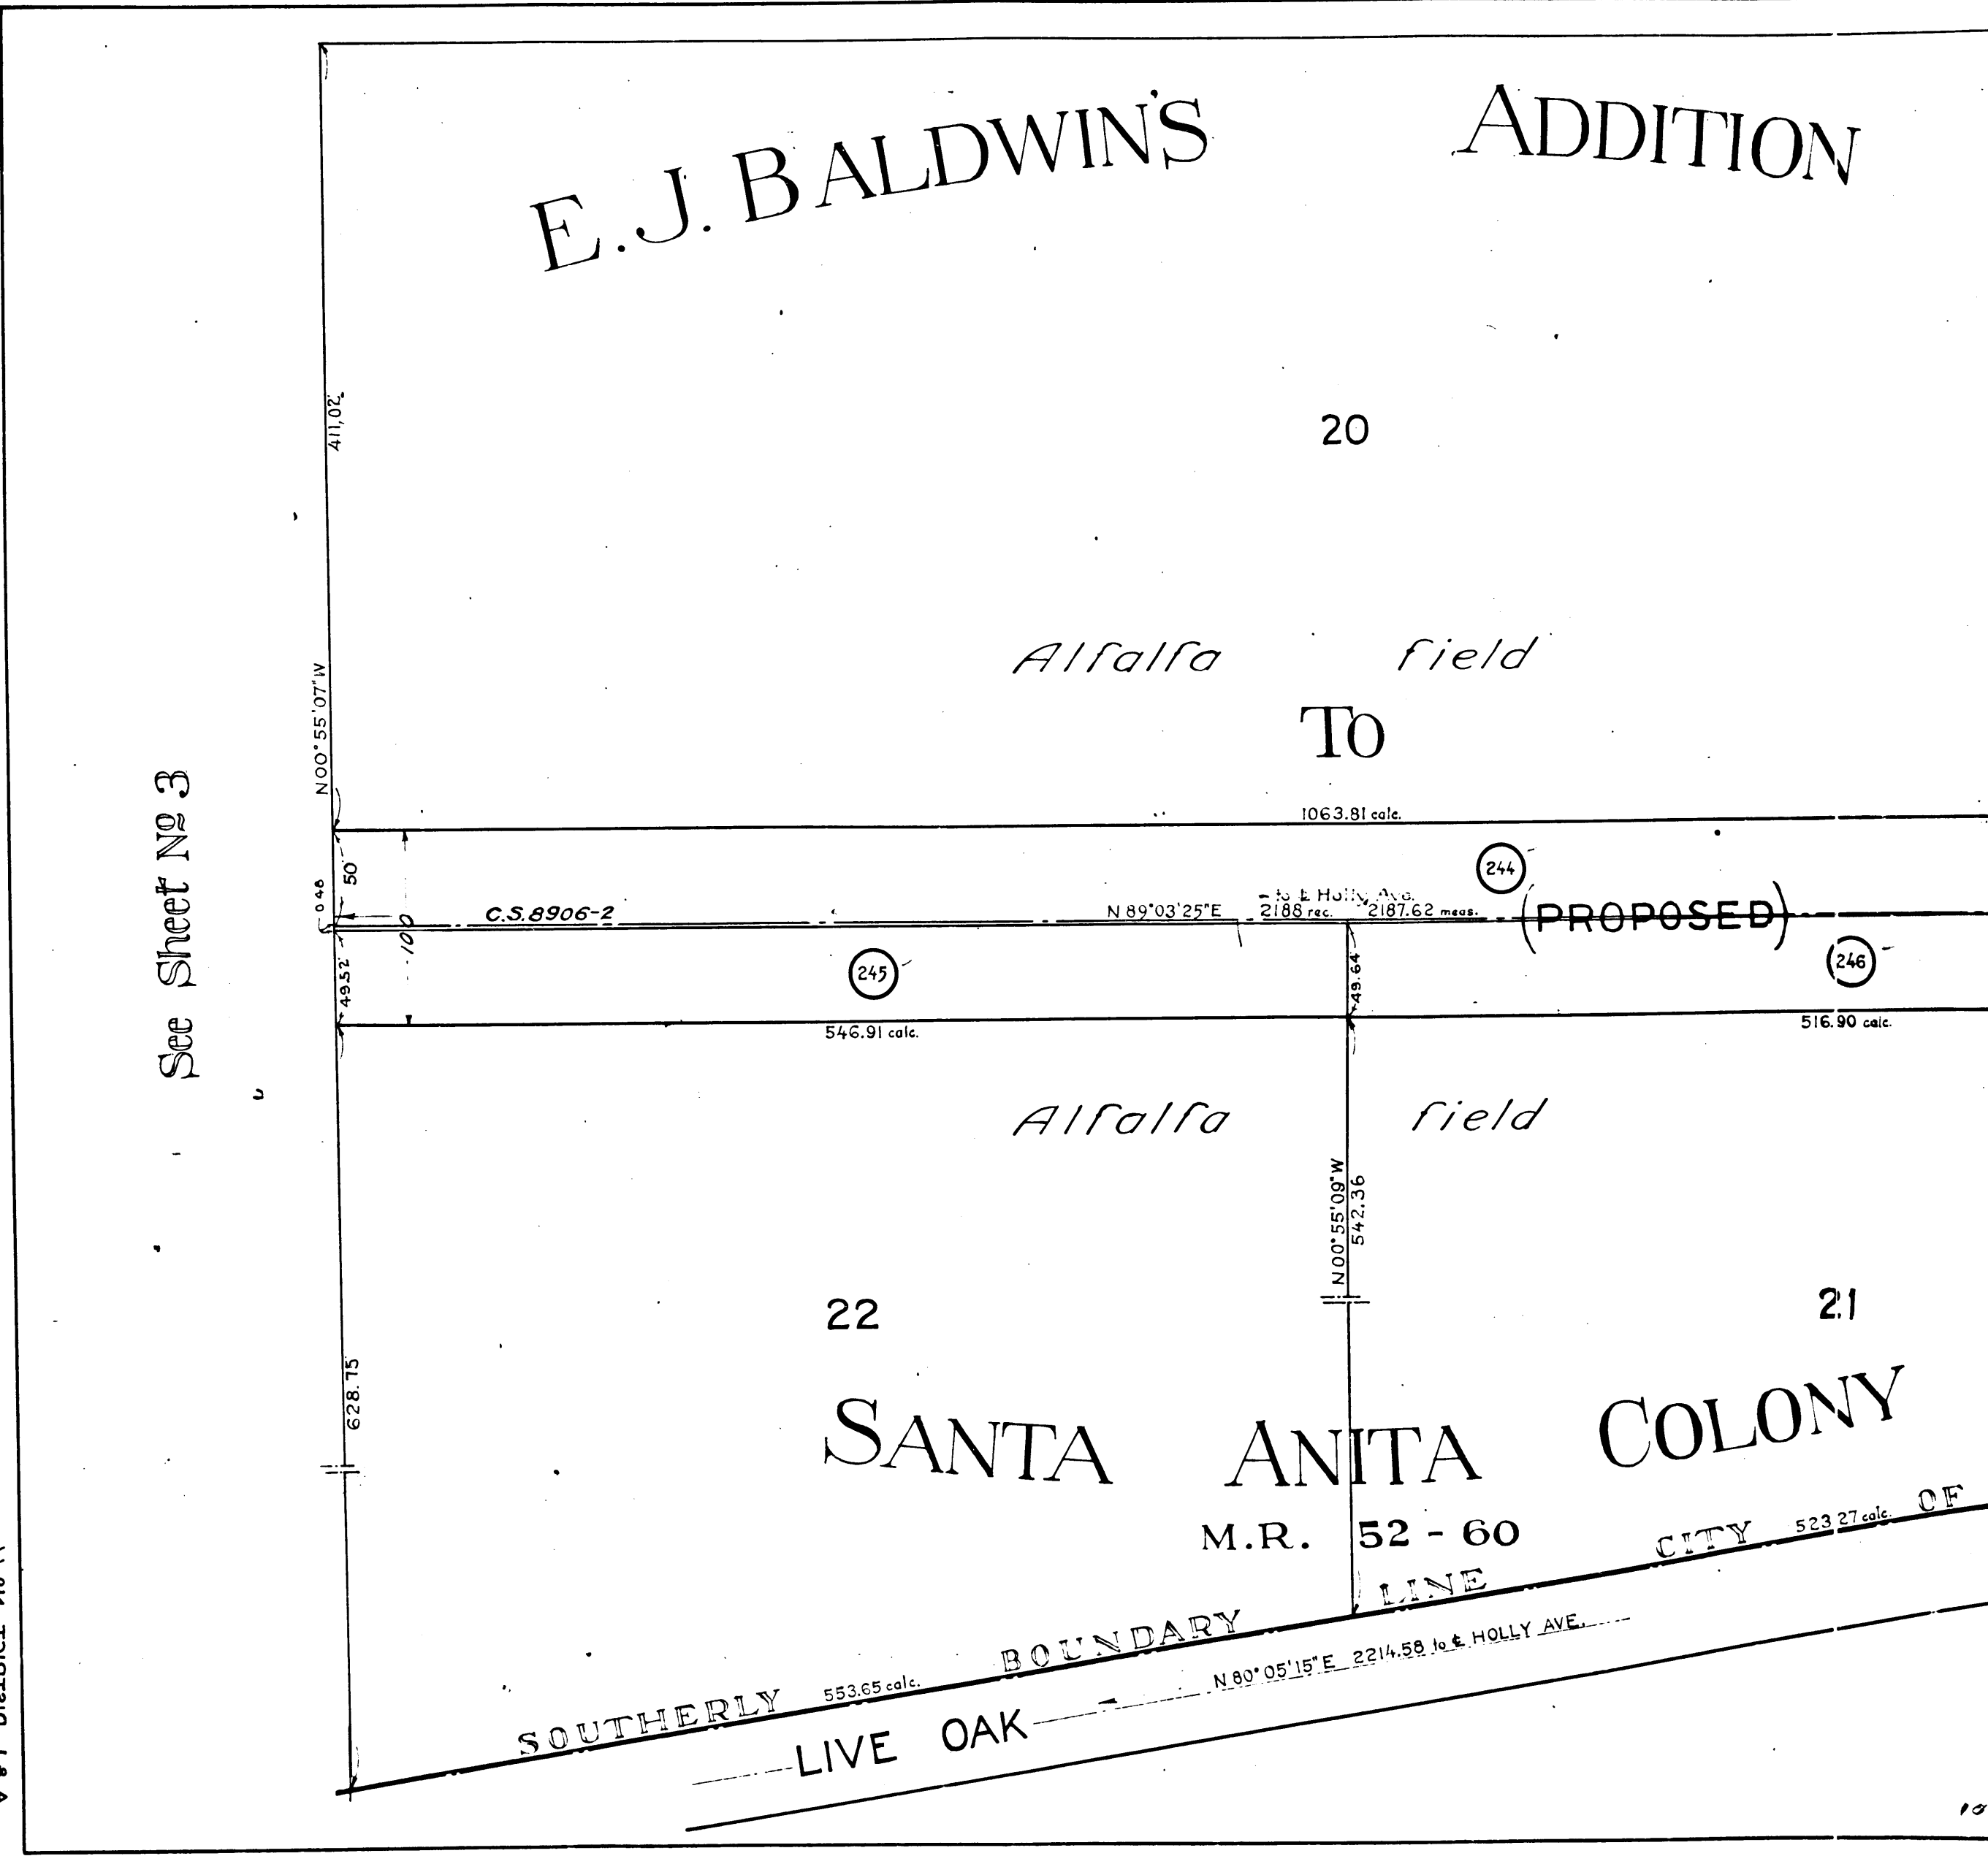 E. J. BALDWIN'S ADDITION
411.02
20
Alfalfa field
N00°55'07"W
TO
See Sheet No 3
1063.81 calc.
244
50'
0.48
to ℄ Holly Ave.
C.S. 8906-2
N 89°03'25"E 2188 rec. 2187.62 meas.
(PROPOSED)
100
49.52
245
49.64
246
546.91 calc.
516.90 calc.
Alfalfa field
N00°55'09"W
542.36
22
21
628.75
SANTA ANITA COLONY
M.R. 52 - 60
SOUTHERLY BOUNDARY LINE CITY OF
553.65 calc.
523.27 calc.
N 80°05'15"E 2214.58 to ℄ HOLLY AVE.
LIVE OAK